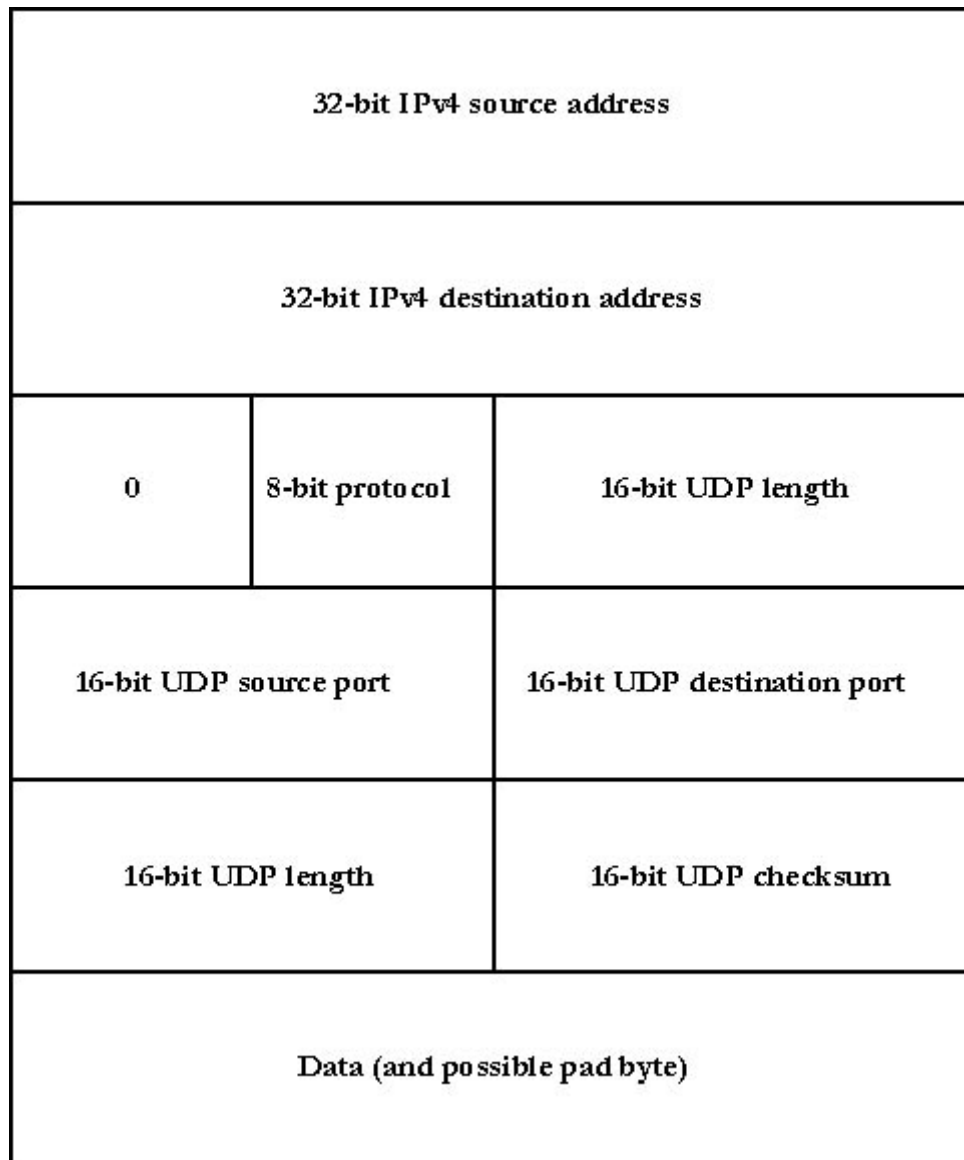 32-bit IPv4 source address
32-bit IPv4 destination address
0
8-bit protocol
16-bit UDP length
16-bit UDP source port
16-bit UDP destination port
16-bit UDP length
16-bit UDP checksum
Data (and possible pad byte)